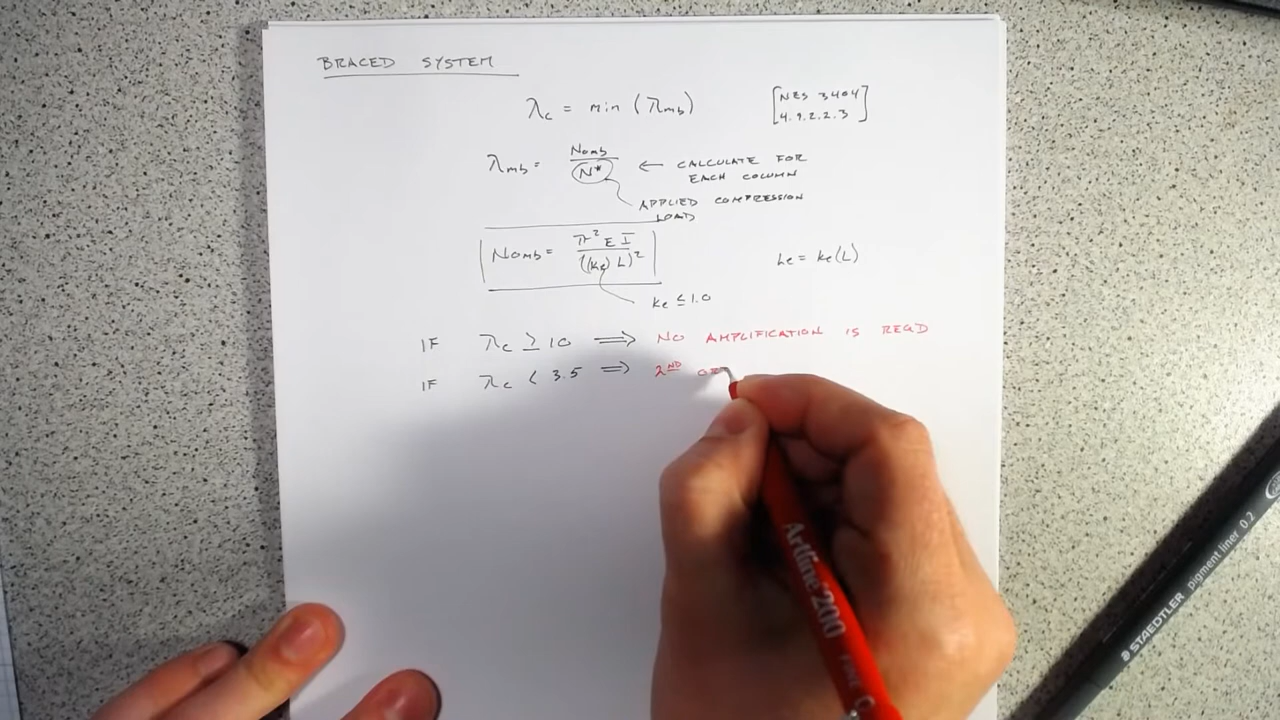 BRACED SYSTEM
λc = min (λmb)
[NZS 3404
4.9.2.2.3]
λmb = Nomb / N* ← CALCULATE FOR
EACH COLUMN
APPLIED COMPRESSION
LOAD
Nomb = π² E I / ((ke) L)²
Le = ke(L)
ke ≤ 1.0
IF λc ≥ 10 ⟹ NO AMPLIFICATION IS REQD
IF λc < 3.5 ⟹ 2ND OR
Artline 200
STAEDTLER pigment liner 0.2